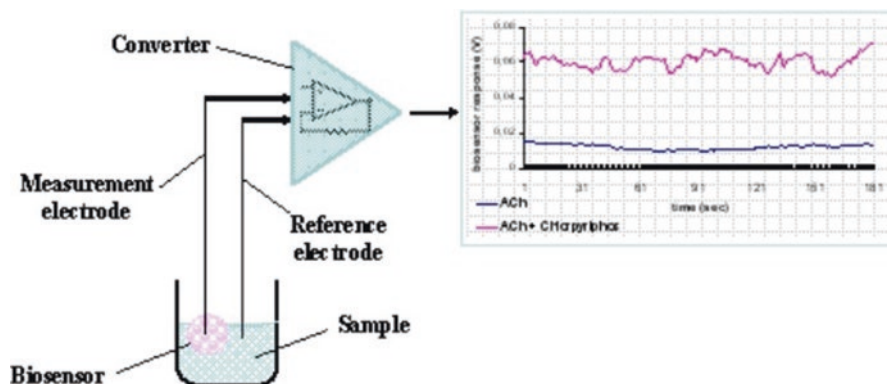 Converter
Measurement
electrode
Reference
electrode
Sample
Biosensor
biosensor response (V)
0,08
0,06
0,04
0,02
0
1
31
61
91
121
151
181
time (sec)
ACh
ACh+ CHorpyriphos